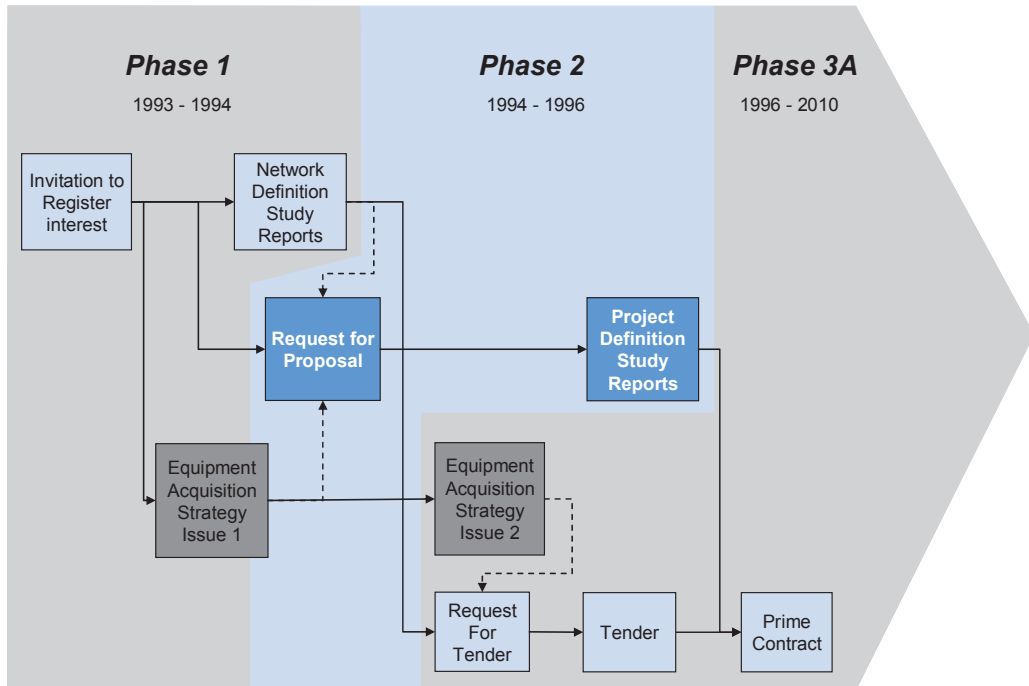 Phase 1
1993 - 1994
Phase 2
1994 - 1996
Phase 3A
1996 - 2010
Invitation to
Register
interest
Network
Definition
Study
Reports
Request for
Proposal
Project
Definition
Study
Reports
Equipment
Acquisition
Strategy
Issue 1
Equipment
Acquisition
Strategy
Issue 2
Request
For
Tender
Tender
Prime
Contract